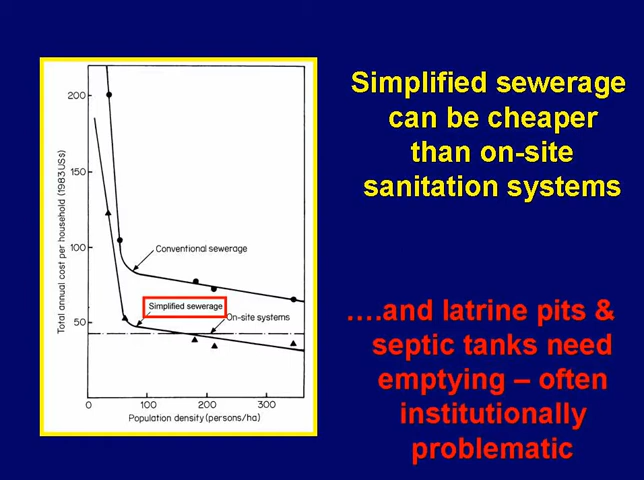 Simplified sewerage
can be cheaper
than on-site
sanitation systems
….and latrine pits &
septic tanks need
emptying – often
institutionally
problematic
Total annual cost per household (1983 US$)
200
150
100
50
0
Conventional sewerage
Simplified sewerage
On-site systems
0 100 200 300
Population density (persons/ha)